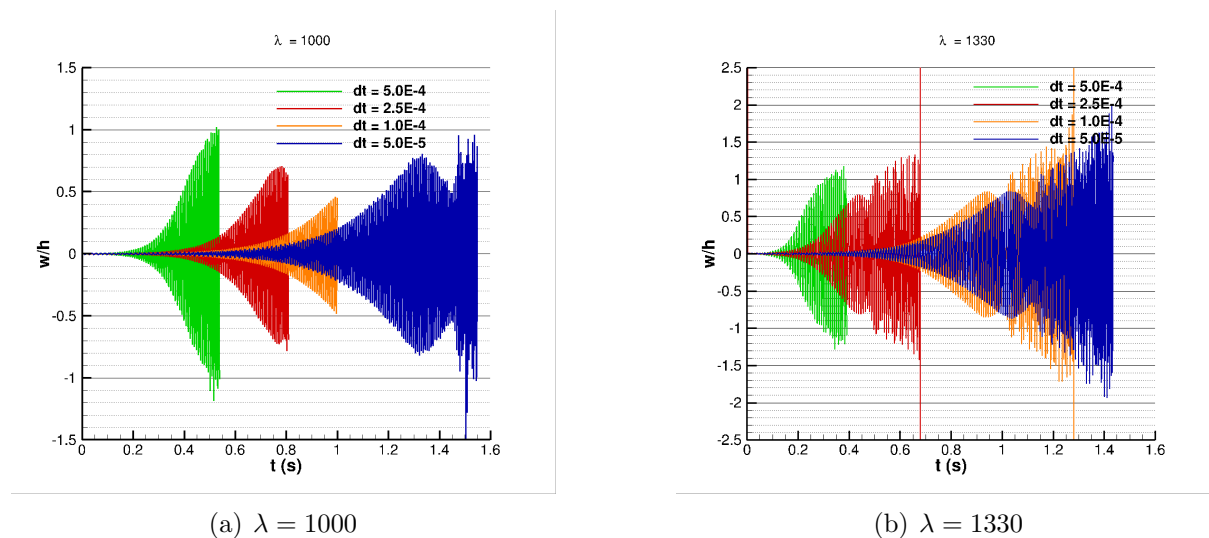 λ = 1000
1.5
1
0.5
0
-0.5
-1
-1.5
w/h
dt = 5.0E-4
dt = 2.5E-4
dt = 1.0E-4
dt = 5.0E-5
0 0.2 0.4 0.6 0.8 1 1.2 1.4 1.6
t (s)
(a) λ = 1000
λ = 1330
2.5
2
1.5
1
0.5
0
-0.5
-1
-1.5
-2
-2.5
w/h
dt = 5.0E-4
dt = 2.5E-4
dt = 1.0E-4
dt = 5.0E-5
0 0.2 0.4 0.6 0.8 1 1.2 1.4 1.6
t (s)
(b) λ = 1330